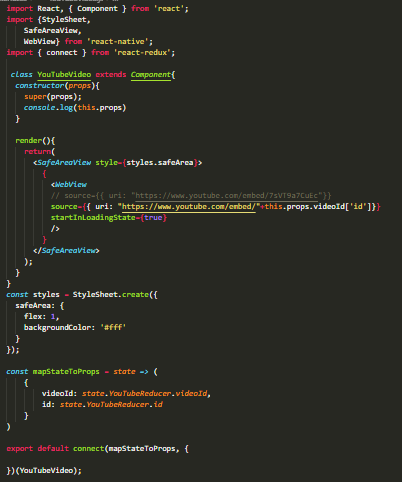 import React, { Component } from 'react';
import {StyleSheet,
SafeAreaView,
WebView} from 'react-native';
import { connect } from 'react-redux';
class YouTubeVideo extends Component{
constructor(props){
super(props);
console.log(this.props)
}
render(){
return(
<SafeAreaView style={styles.safeArea}>
{
<WebView
// source={{ uri: "https://www.youtube.com/embed/7sVT9a7CuEc"}}
source={{ uri: "https://www.youtube.com/embed/"+this.props.videoId['id']}}
startInLoadingState={true}
/>
}
</SafeAreaView>
);
}
}
const styles = StyleSheet.create({
safeArea: {
flex: 1,
backgroundColor: '#fff'
}
});
const mapStateToProps = state => (
{
videoId: state.YouTubeReducer.videoId,
id: state.YouTubeReducer.id
}
)
export default connect(mapStateToProps, {
})(YouTubeVideo);